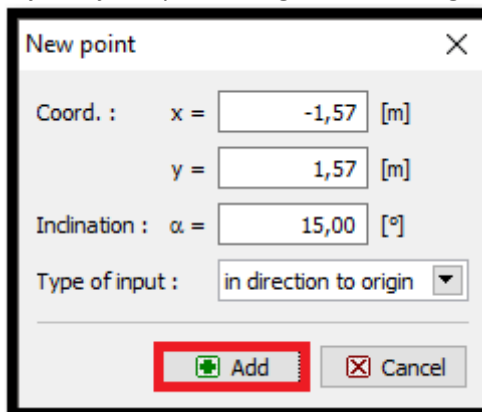 New point
Coord. : x = -1,57 [m]
y = 1,57 [m]
Inclination : α = 15,00 [°]
Type of input : in direction to origin
Add Cancel